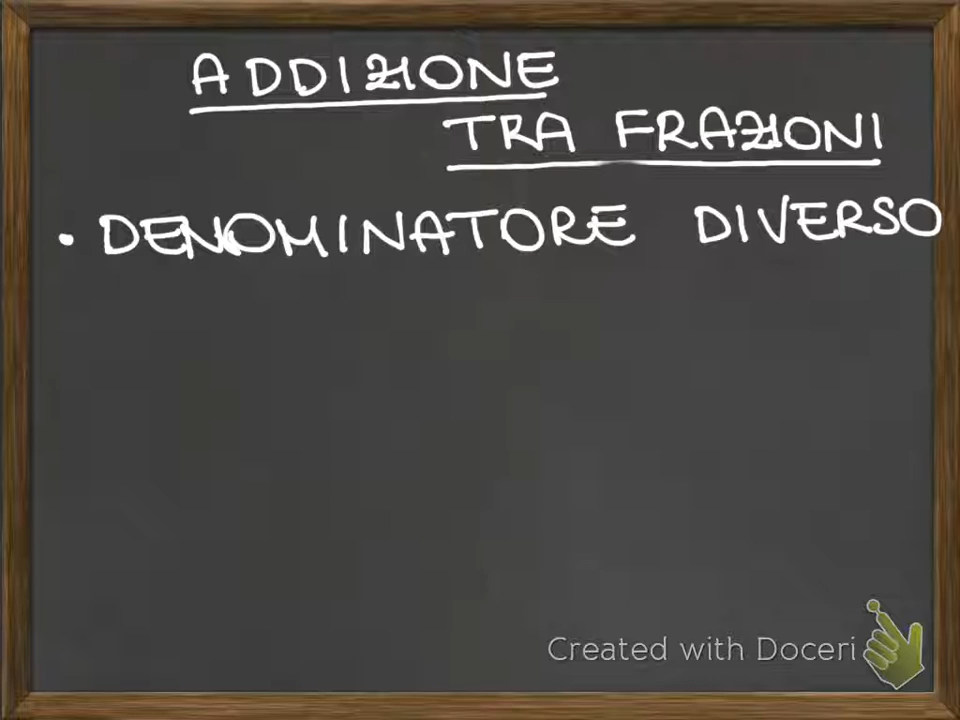 ADDIZIONE
TRA FRAZIONI
• DENOMINATORE DIVERSO
Created with Doceri